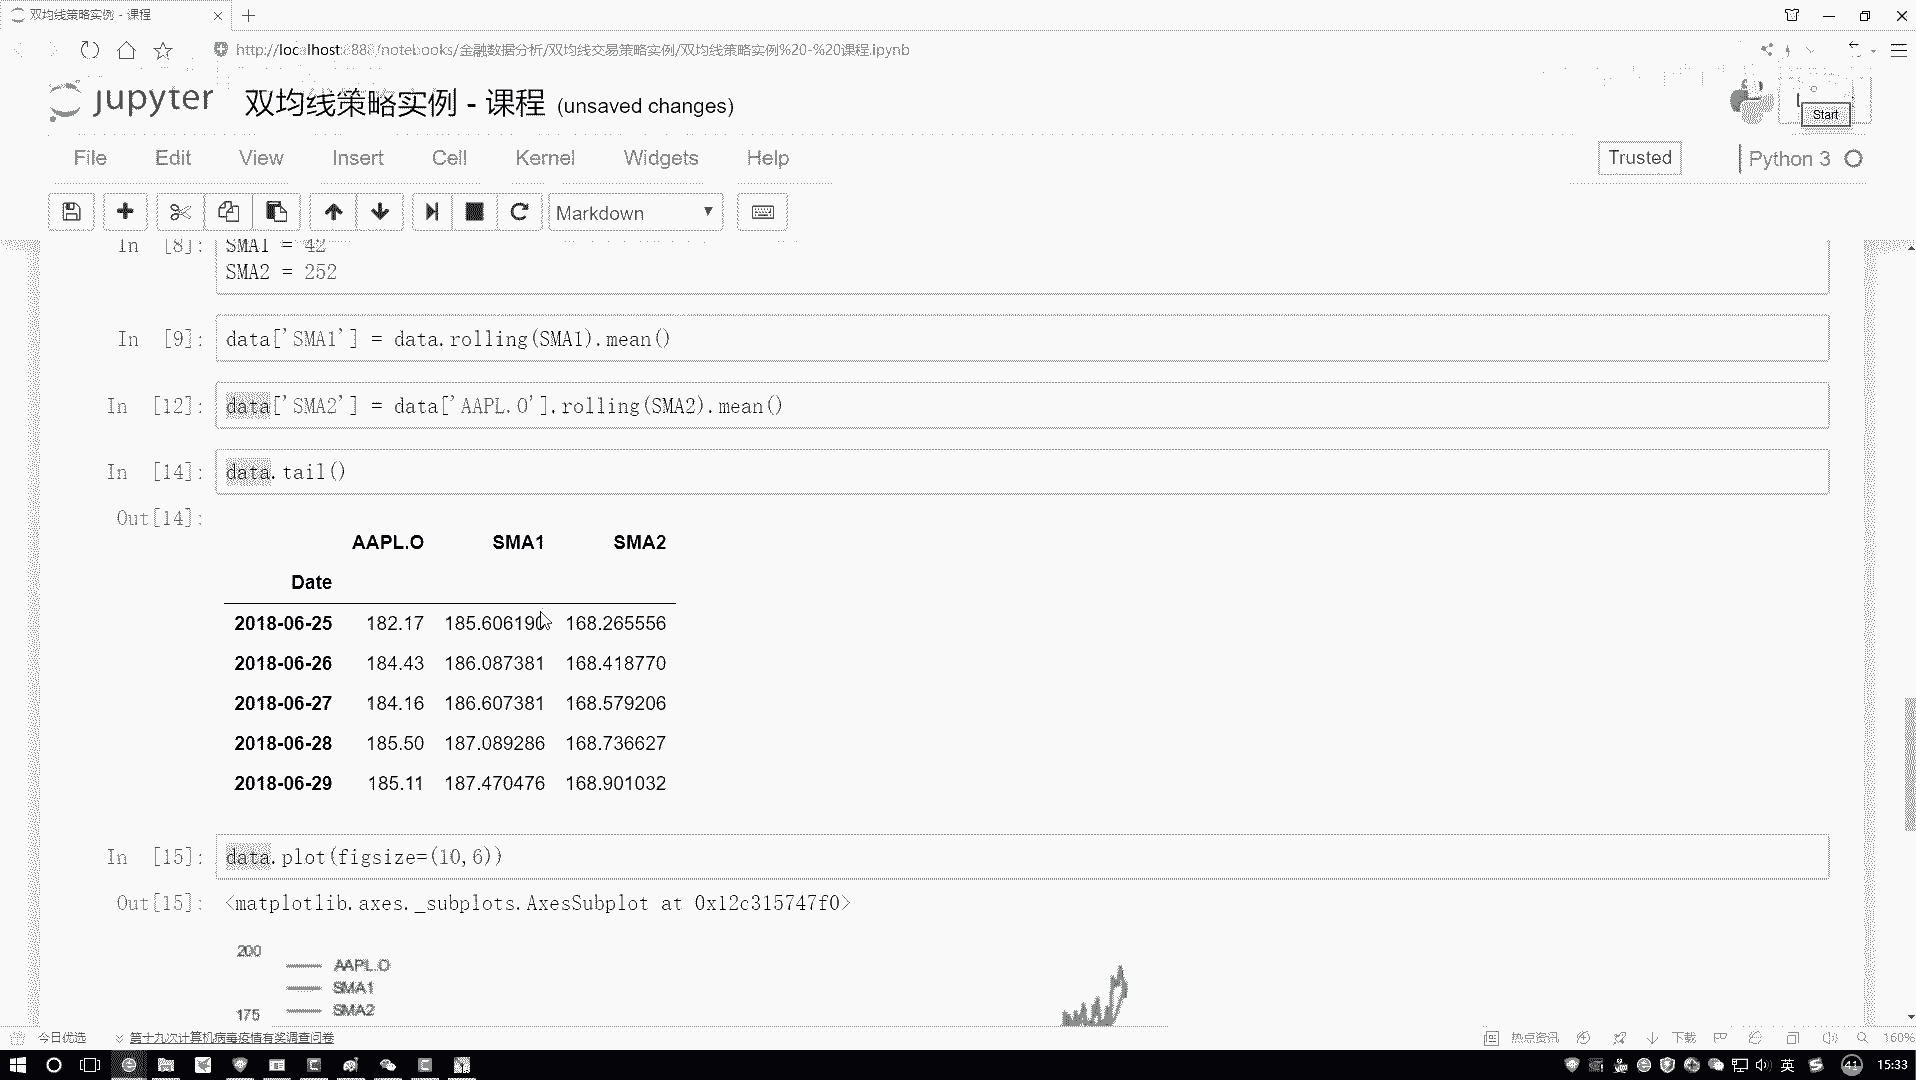 双均线策略实例 - 课程
http://localhost:8888/notebooks/金融数据分析/双均线交易策略实例/双均线策略实例%20-%20课程.ipynb
jupyter 双均线策略实例 - 课程 (unsaved changes)
Start
File Edit View Insert Cell Kernel Widgets Help
Trusted Python 3
Markdown
In [8]: SMA1 = 42
SMA2 = 252
In [9]: data['SMA1'] = data.rolling(SMA1).mean()
In [12]: data['SMA2'] = data['AAPL.O'].rolling(SMA2).mean()
In [14]: data.tail()
Out[14]:
AAPL.O SMA1 SMA2
Date
2018-06-25 182.17 185.606190 168.265556
2018-06-26 184.43 186.087381 168.418770
2018-06-27 184.16 186.607381 168.579206
2018-06-28 185.50 187.089286 168.736627
2018-06-29 185.11 187.470476 168.901032
In [15]: data.plot(figsize=(10,6))
Out[15]: <matplotlib.axes._subplots.AxesSubplot at 0x12c315747f0>
200
AAPL.O
SMA1
SMA2
175
今日优选 第十九次计算机病毒疫情有奖调查问卷 热点资讯 下载 160%
英 41 15:33